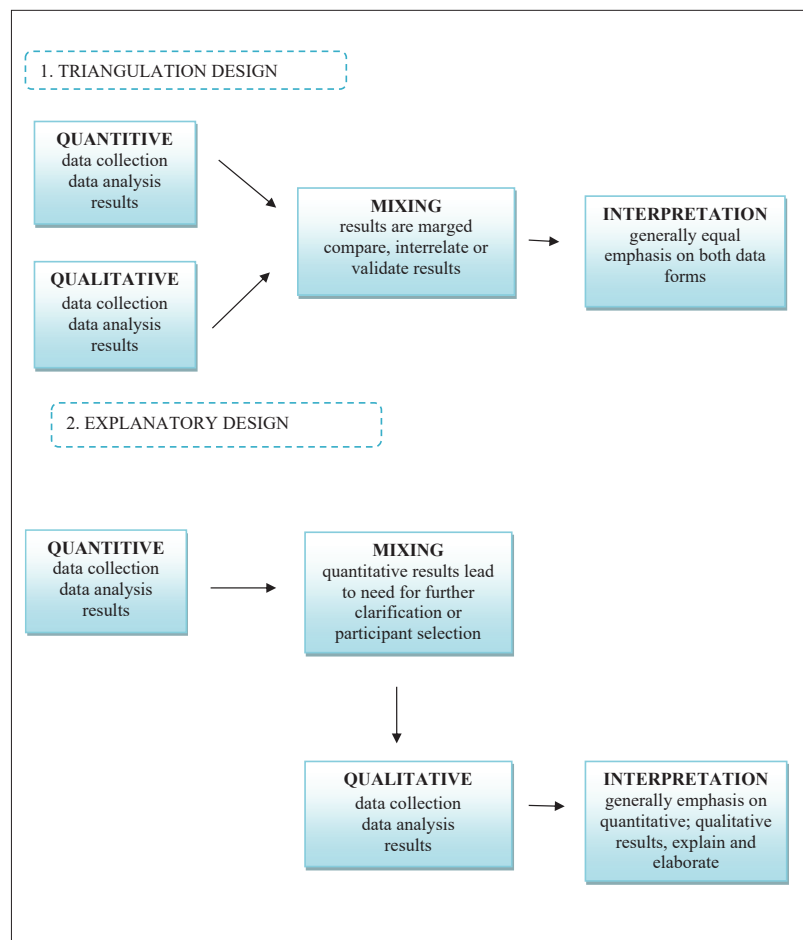 1. TRIANGULATION DESIGN
QUANTITIVE
data collection
data analysis
results
MIXING
results are marged
compare, interrelate or
validate results
INTERPRETATION
generally equal
emphasis on both data
forms
QUALITATIVE
data collection
data analysis
results
2. EXPLANATORY DESIGN
QUANTITIVE
data collection
data analysis
results
MIXING
quantitative results lead
to need for further
clarification or
participant selection
QUALITATIVE
data collection
data analysis
results
INTERPRETATION
generally emphasis on
quantitative; qualitative
results, explain and
elaborate